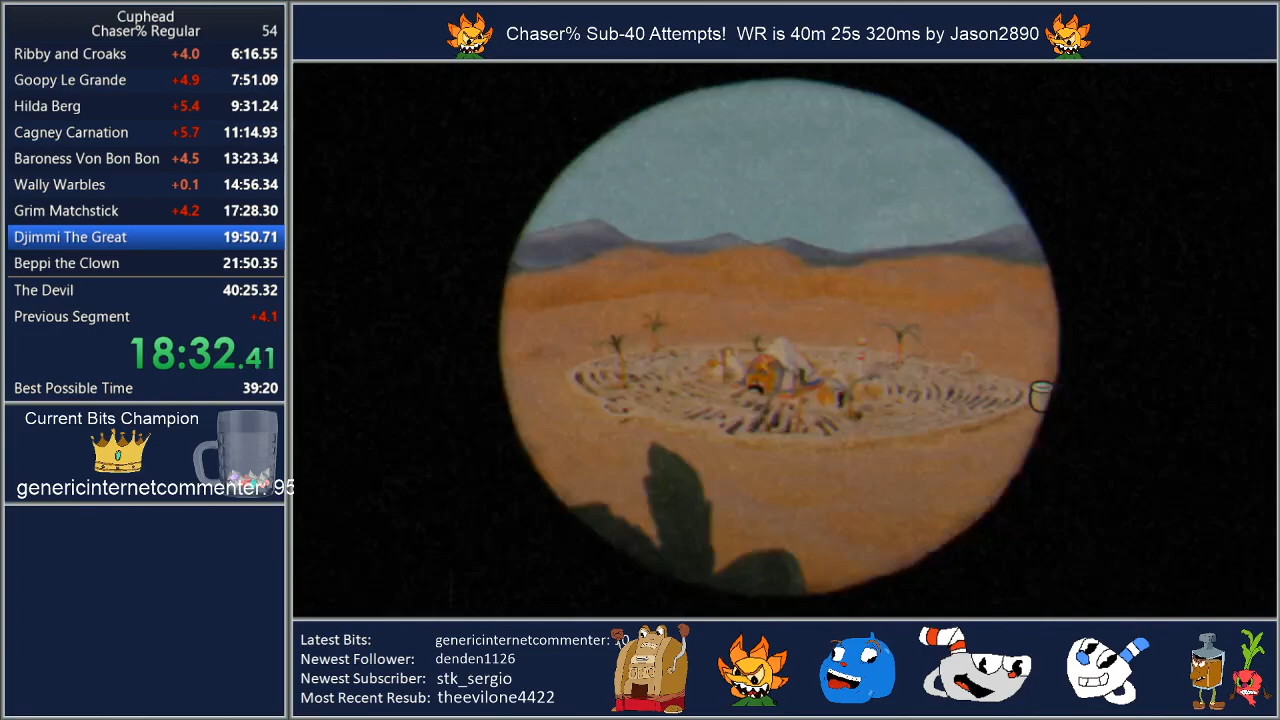 Cuphead
Chaser% Regular 54
Ribby and Croaks +4.0 6:16.55
Goopy Le Grande +4.9 7:51.09
Hilda Berg +5.4 9:31.24
Cagney Carnation +5.7 11:14.93
Baroness Von Bon Bon +4.5 13:23.34
Wally Warbles +0.1 14:56.34
Grim Matchstick +4.2 17:28.30
Djimmi The Great 19:50.71
Beppi the Clown 21:50.35
The Devil 40:25.32
Previous Segment +4.1
18:32.41
Best Possible Time 39:20
Current Bits Champion
genericinternetcommenter: 95
Chaser% Sub-40 Attempts! WR is 40m 25s 320ms by Jason2890
Latest Bits: genericinternetcommenter:
Newest Follower: denden1126
Newest Subscriber: stk_sergio
Most Recent Resub: theevilone4422